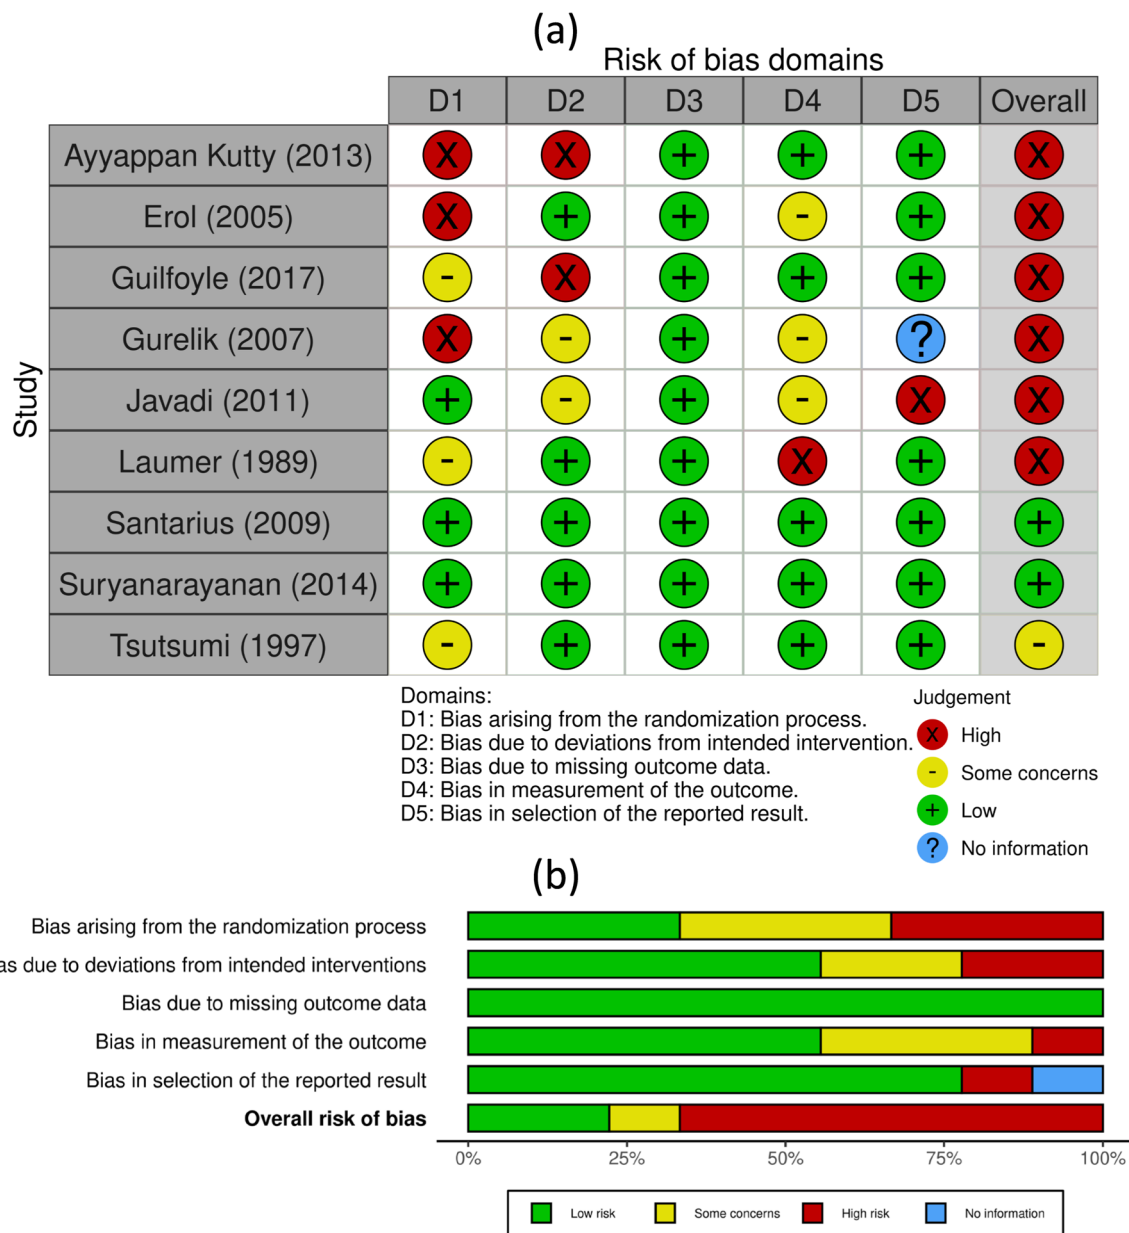 (a)
Risk of bias domains
D1 D2 D3 D4 D5 Overall
Study
Ayyappan Kutty (2013) X X + + + X
Erol (2005) X + + - + X
Guilfoyle (2017) - X + + + X
Gurelik (2007) X - + - ? X
Javadi (2011) + - + - X X
Laumer (1989) - + + X + X
Santarius (2009) + + + + + +
Suryanarayanan (2014) + + + + + +
Tsutsumi (1997) - + + + + -
Domains:
D1: Bias arising from the randomization process.
D2: Bias due to deviations from intended intervention.
D3: Bias due to missing outcome data.
D4: Bias in measurement of the outcome.
D5: Bias in selection of the reported result.
Judgement
X High
- Some concerns
+ Low
? No information
(b)
Bias arising from the randomization process
as due to deviations from intended interventions
Bias due to missing outcome data
Bias in measurement of the outcome
Bias in selection of the reported result
Overall risk of bias
0% 25% 50% 75% 100%
Low risk Some concerns High risk No information